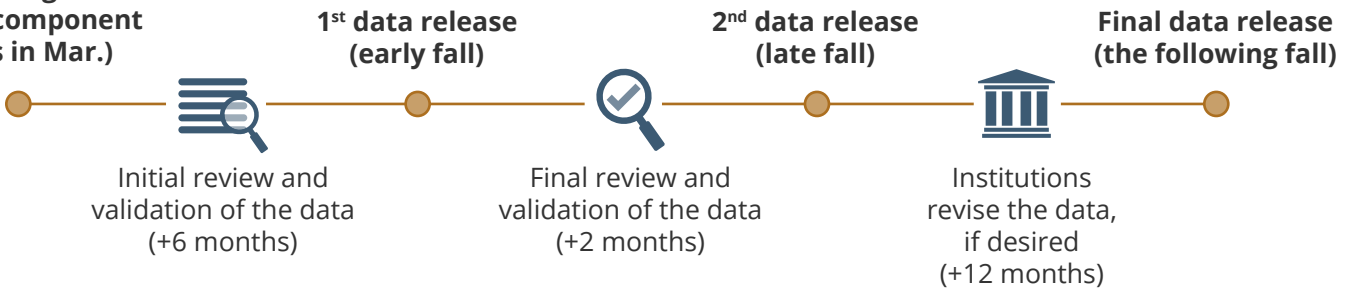 component
in Mar.)
1st data release
(early fall)
2nd data release
(late fall)
Final data release
(the following fall)
Initial review and
validation of the data
(+6 months)
Final review and
validation of the data
(+2 months)
Institutions
revise the data,
if desired
(+12 months)